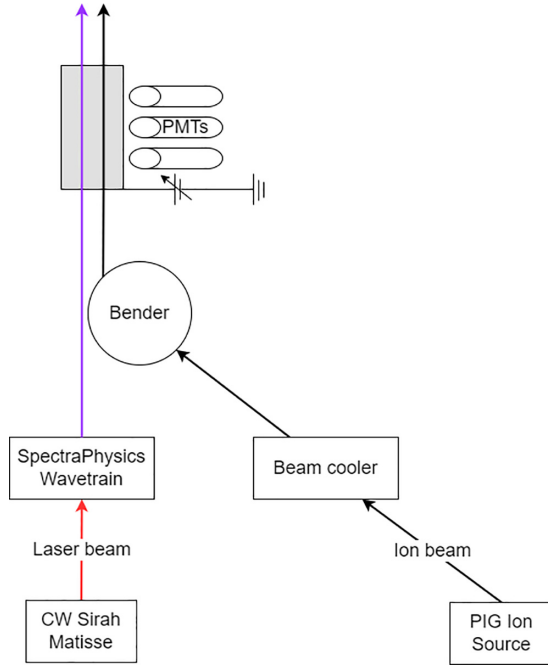 PMTs
Bender
SpectraPhysics
Wavetrain
Beam cooler
Laser beam
Ion beam
CW Sirah
Matisse
PIG Ion
Source